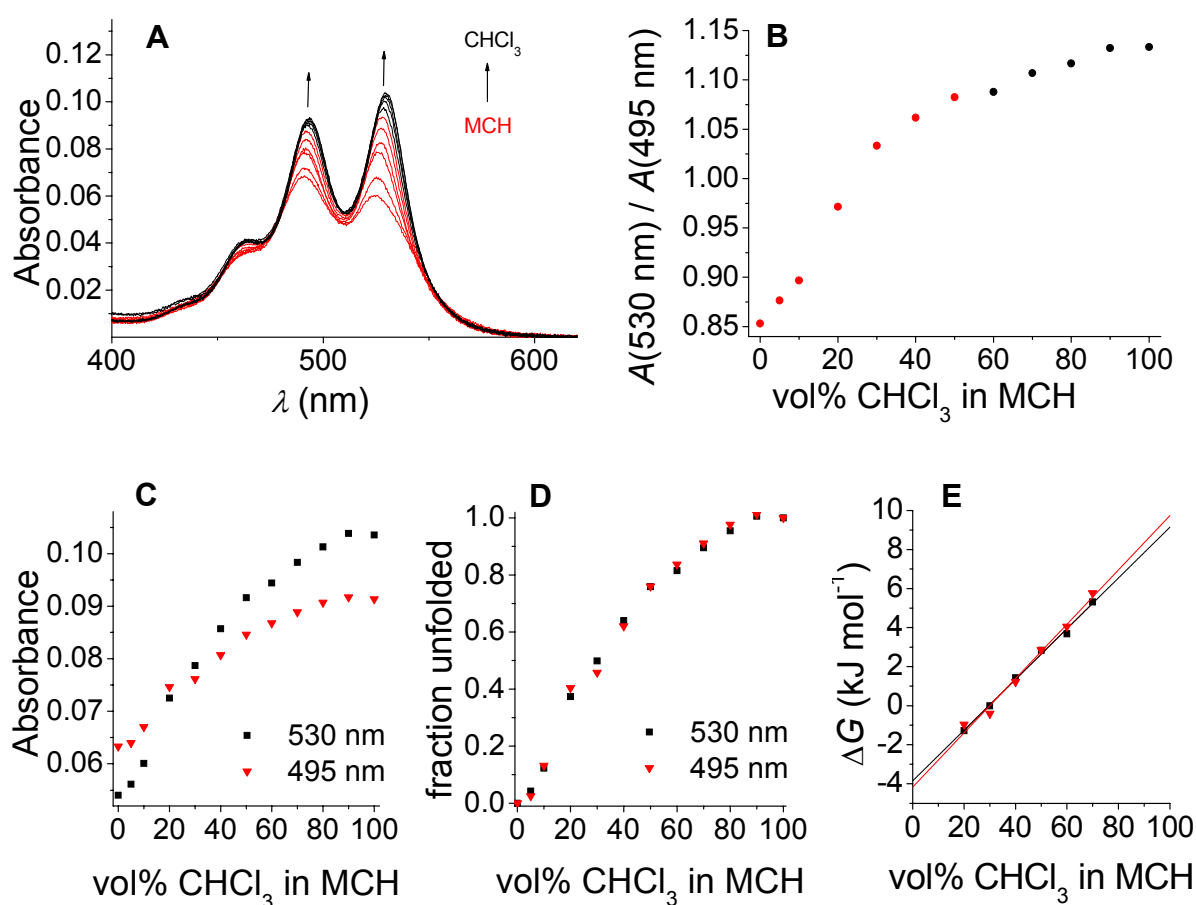 A
CHCl₃
MCH
Absorbance
0.12
0.10
0.08
0.06
0.04
0.02
400 500 600
λ (nm)
B
A(530 nm) / A(495 nm)
1.15
1.10
1.05
1.00
0.95
0.90
0.85
0 20 40 60 80 100
vol% CHCl₃ in MCH
C
Absorbance
0.10
0.09
0.08
0.07
0.06
530 nm
495 nm
0 20 40 60 80 100
vol% CHCl₃ in MCH
D
fraction unfolded
1.0
0.8
0.6
0.4
0.2
0.0
530 nm
495 nm
0 20 40 60 80 100
vol% CHCl₃ in MCH
E
ΔG (kJ mol⁻¹)
10
8
6
4
2
0
-2
-4
0 20 40 60 80 100
vol% CHCl₃ in MCH